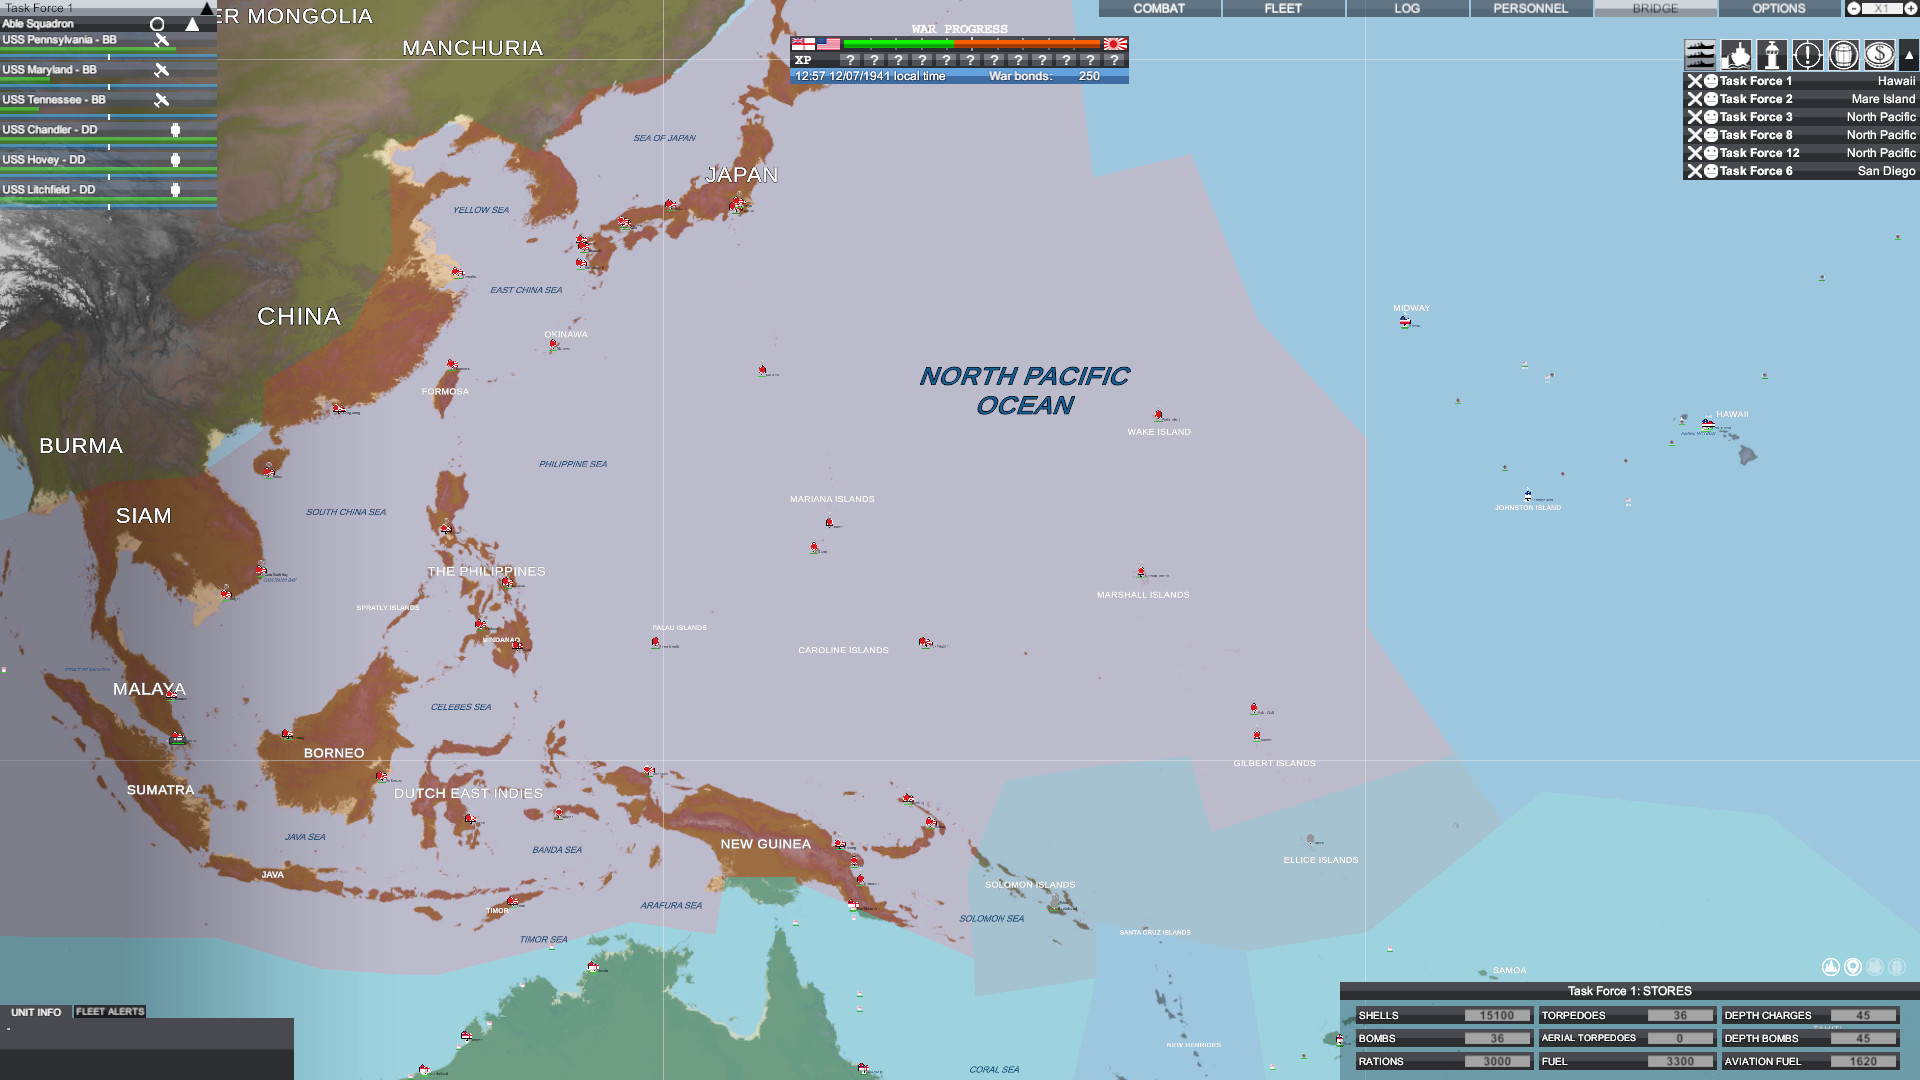 Task Force 1
Able Squadron
USS Pennsylvania - BB
USS Maryland - BB
USS Tennessee - BB
USS Chandler - DD
USS Hovey - DD
USS Litchfield - DD
COMBAT
FLEET
LOG
PERSONNEL
BRIDGE
OPTIONS
X1
WAR PROGRESS
XP ? ? ? ? ? ? ? ? ? ? ? ?
12:57 12/07/1941 local time War bonds: 250
Task Force 1 Hawaii
Task Force 2 Mare Island
Task Force 3 North Pacific
Task Force 8 North Pacific
Task Force 12 North Pacific
Task Force 6 San Diego
ER MONGOLIA
MANCHURIA
SEA OF JAPAN
JAPAN
YELLOW SEA
EAST CHINA SEA
CHINA
OKINAWA
MIDWAY
NORTH PACIFIC
OCEAN
FORMOSA
HAWAII
WAKE ISLAND
BURMA
PHILIPPINE SEA
MARIANA ISLANDS
SIAM
SOUTH CHINA SEA
JOHNSTON ISLAND
THE PHILIPPINES
MARSHALL ISLANDS
SPRATLY ISLANDS
PALAU ISLANDS
MINDANAO
CAROLINE ISLANDS
MALAYA
CELEBES SEA
BORNEO
GILBERT ISLANDS
SUMATRA
DUTCH EAST INDIES
JAVA SEA
BANDA SEA
NEW GUINEA
ELLICE ISLANDS
JAVA
SOLOMON ISLANDS
TIMOR
ARAFURA SEA
SOLOMON SEA
SANTA CRUZ ISLANDS
TIMOR SEA
SAMOA
NEW HEBRIDES
CORAL SEA
UNIT INFO
FLEET ALERTS
-
Task Force 1: STORES
SHELLS 15100 TORPEDOES 36 DEPTH CHARGES 45
TAHITI
BOMBS 36 AERIAL TORPEDOES 0 DEPTH BOMBS 45
RATIONS 3000 FUEL 3300 AVIATION FUEL 1620